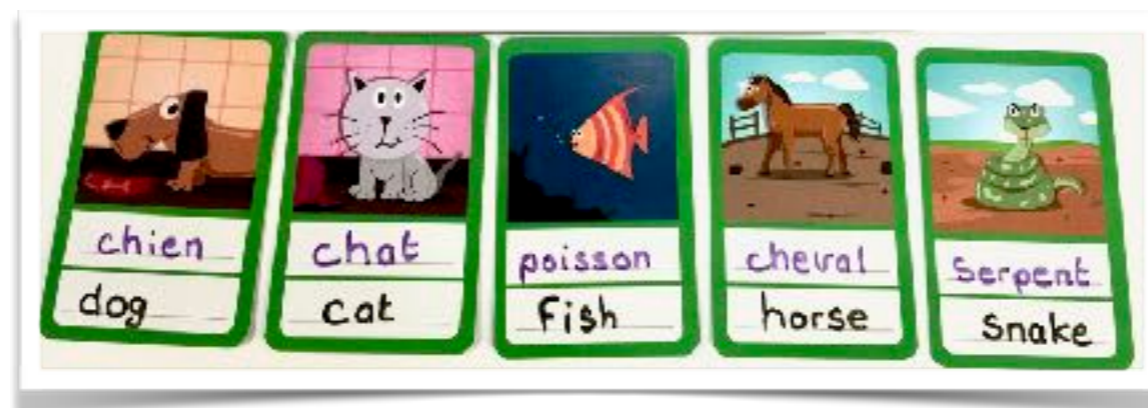 chien
dog
chat
cat
poisson
fish
cheval
horse
serpent
snake